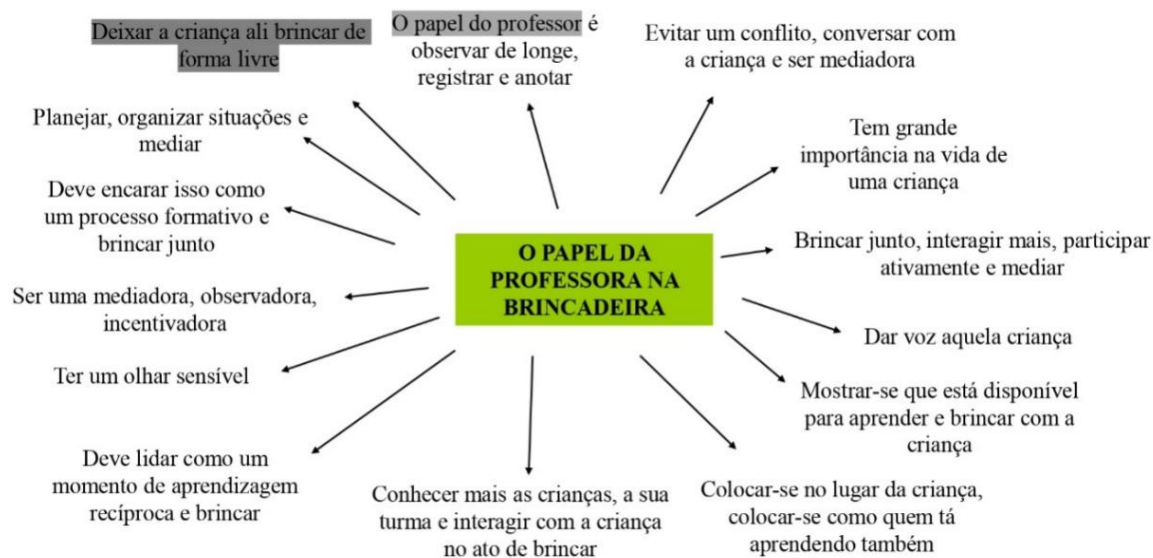 Deixar a criança ali brincar de
forma livre
O papel do professor é
observar de longe,
registrar e anotar
Evitar um conflito, conversar com
a criança e ser mediadora
Planejar, organizar situações e
mediar
Tem grande
importância na vida de
uma criança
Deve encarar isso como
um processo formativo e
brincar junto
O PAPEL DA
PROFESSORA NA
BRINCADEIRA
Brincar junto, interagir mais, participar
ativamente e mediar
Ser uma mediadora, observadora,
incentivadora
Dar voz aquela criança
Ter um olhar sensível
Mostrar-se que está disponível
para aprender e brincar com a
criança
Deve lidar como um
momento de aprendizagem
recíproca e brincar
Conhecer mais as crianças, a sua
turma e interagir com a criança
no ato de brincar
Colocar-se no lugar da criança,
colocar-se como quem tá
aprendendo também